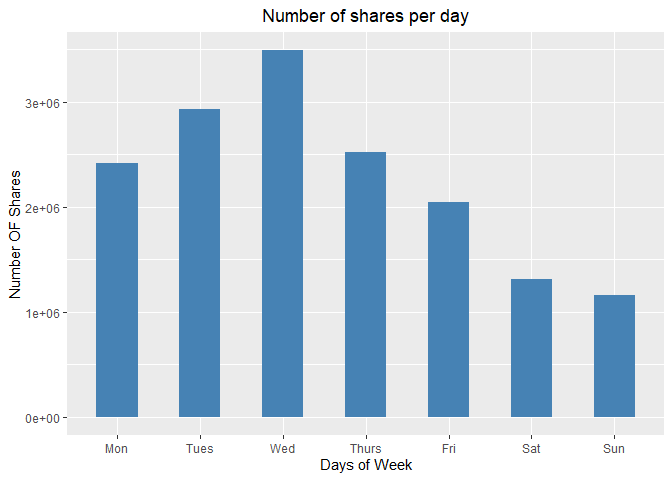 Number of shares per day
Number OF Shares
3e+06
2e+06
1e+06
0e+00
Mon Tues Wed Thurs Fri Sat Sun
Days of Week